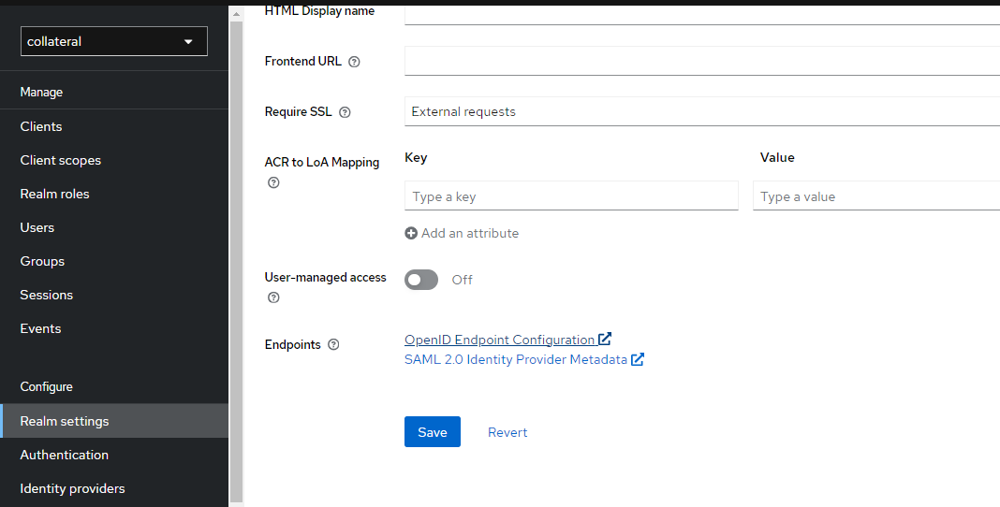 collateral
Manage
Clients
Client scopes
Realm roles
Users
Groups
Sessions
Events
Configure
Realm settings
Authentication
Identity providers
HTML Display name
Frontend URL
Require SSL
External requests
ACR to LoA Mapping
Key Value
Type a key Type a value
Add an attribute
User-managed access
Off
Endpoints
OpenID Endpoint Configuration
SAML 2.0 Identity Provider Metadata
Save Revert